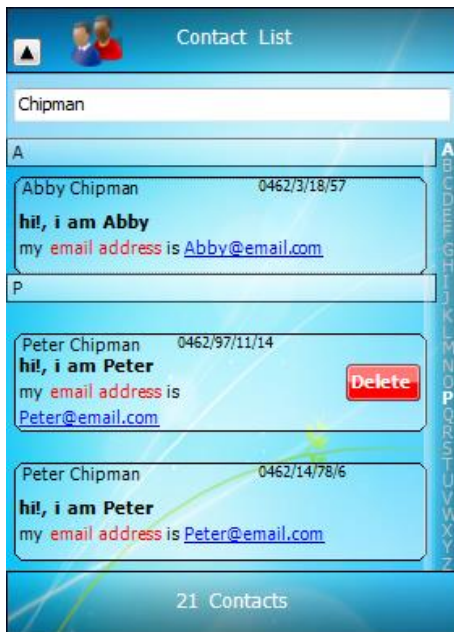 Contact List
Chipman
A
Abby Chipman 0462/3/18/57
hi!, i am Abby
my email address is Abby@email.com
P
Peter Chipman 0462/97/11/14
hi!, i am Peter
my email address is
Peter@email.com
Delete
Peter Chipman 0462/14/78/6
hi!, i am Peter
my email address is Peter@email.com
A
B
C
D
E
F
G
H
I
J
K
L
M
N
O
P
Q
R
S
T
U
V
W
X
Y
Z
21 Contacts